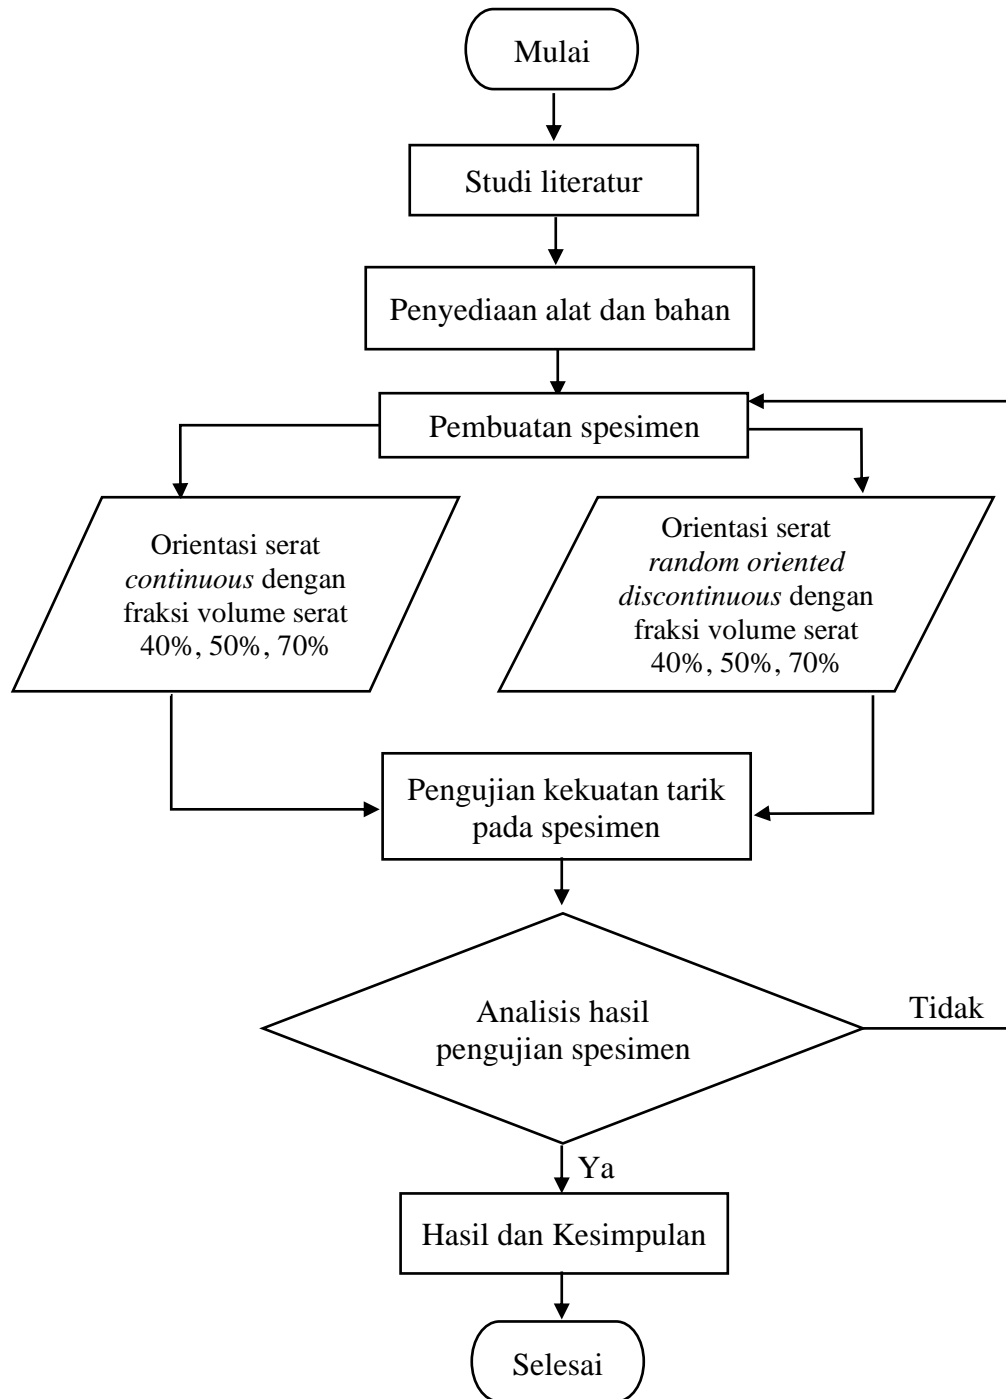 Mulai
Studi literatur
Penyediaan alat dan bahan
Pembuatan spesimen
Orientasi serat
continuous dengan
fraksi volume serat
40%, 50%, 70%
Orientasi serat
random oriented
discontinuous dengan
fraksi volume serat
40%, 50%, 70%
Pengujian kekuatan tarik
pada spesimen
Analisis hasil
pengujian spesimen
Tidak
Ya
Hasil dan Kesimpulan
Selesai